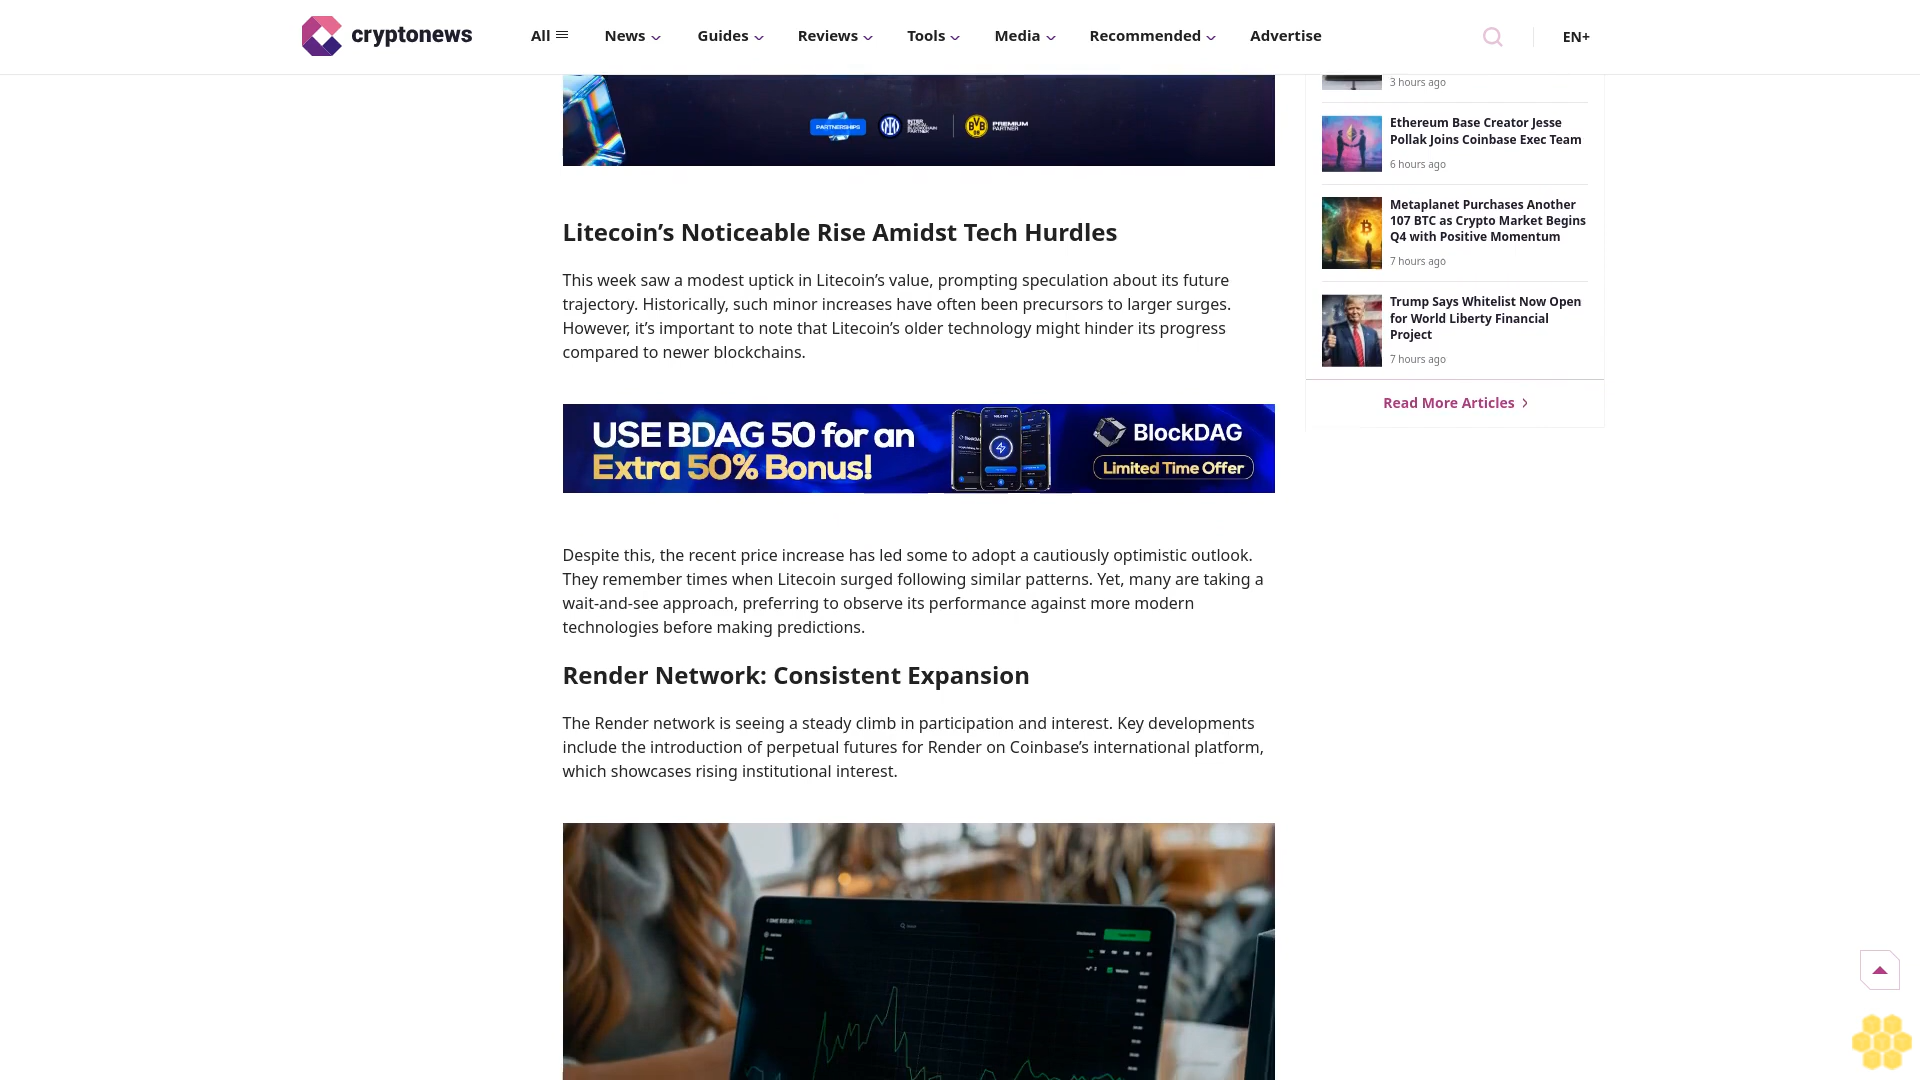 cryptonews
All
News
Guides
Reviews
Tools
Media
Recommended
Advertise
EN+
PARTNERSHIPS
INTER
OFFICIAL
BLOCKCHAIN
PARTNER
BVB
09
PREMIUM
PARTNER
Litecoin’s Noticeable Rise Amidst Tech Hurdles
This week saw a modest uptick in Litecoin’s value, prompting speculation about its future
trajectory. Historically, such minor increases have often been precursors to larger surges.
However, it’s important to note that Litecoin’s older technology might hinder its progress
compared to newer blockchains.
USE BDAG 50 for an
Extra 50% Bonus!
BlockDAG
Limited Time Offer
Despite this, the recent price increase has led some to adopt a cautiously optimistic outlook.
They remember times when Litecoin surged following similar patterns. Yet, many are taking a
wait-and-see approach, preferring to observe its performance against more modern
technologies before making predictions.
Render Network: Consistent Expansion
The Render network is seeing a steady climb in participation and interest. Key developments
include the introduction of perpetual futures for Render on Coinbase’s international platform,
which showcases rising institutional interest.
3 hours ago
Ethereum Base Creator Jesse
Pollak Joins Coinbase Exec Team
6 hours ago
Metaplanet Purchases Another
107 BTC as Crypto Market Begins
Q4 with Positive Momentum
7 hours ago
Trump Says Whitelist Now Open
for World Liberty Financial
Project
7 hours ago
Read More Articles